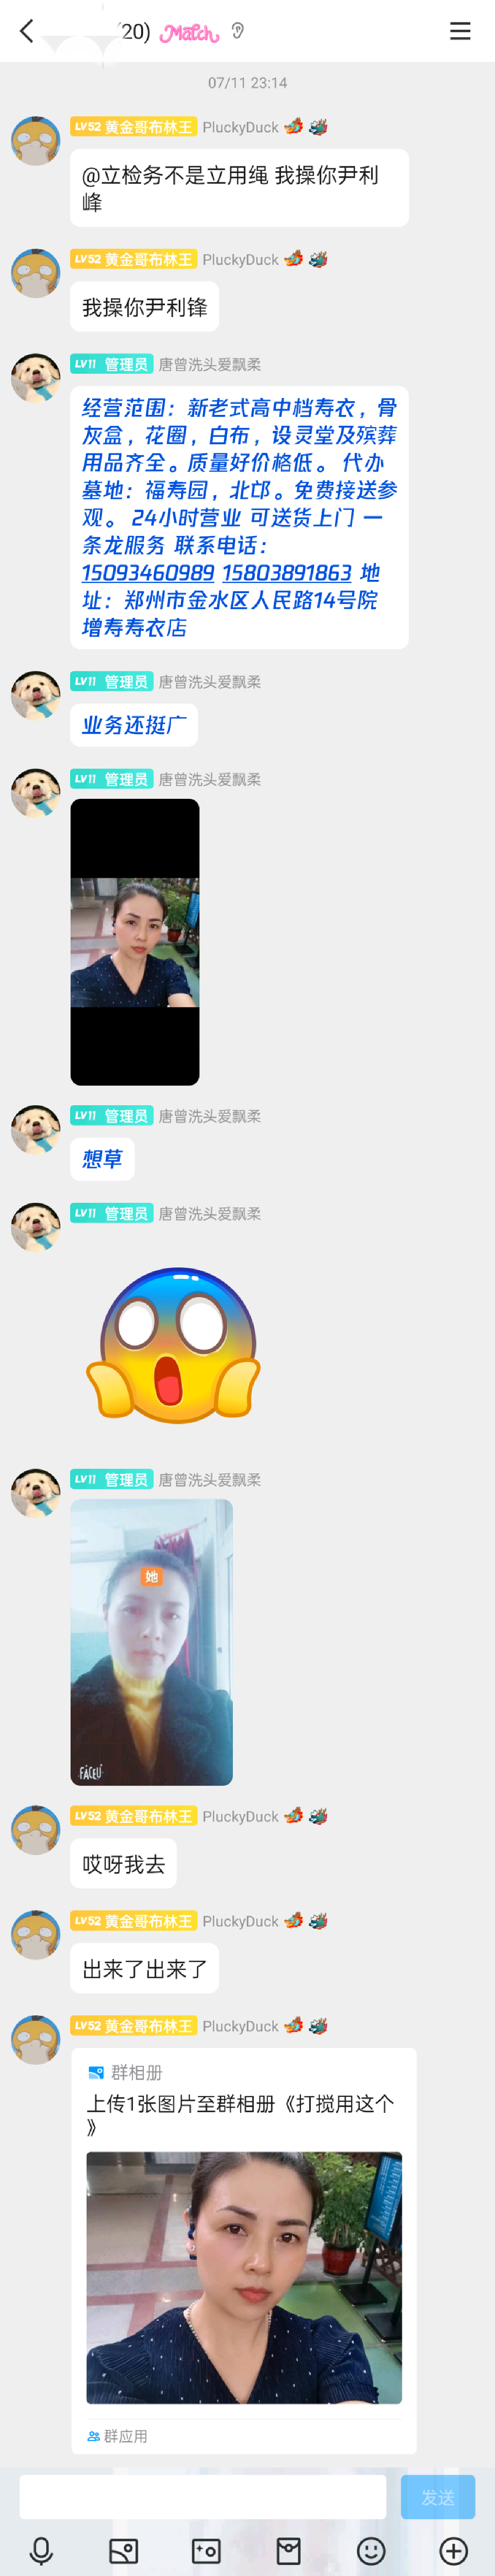 20)
Match
07/11 23:14
LV52 黄金哥布林王 PluckyDuck
@立检务不是立用绳 我操你尹利
峰
LV52 黄金哥布林王 PluckyDuck
我操你尹利锋
LV11 管理员 唐曾洗头爱飘柔
经营范围：新老式高中档寿衣，骨
灰盒，花圈，白布，设灵堂及殡葬
用品齐全。质量好价格低。 代办
墓地：福寿园，北邙。免费接送参
观。 24小时营业 可送货上门 一
条龙服务 联系电话：
15093460989 15803891863 地
址：郑州市金水区人民路14号院
增寿寿衣店
LV11 管理员 唐曾洗头爱飘柔
业务还挺广
LV11 管理员 唐曾洗头爱飘柔
LV11 管理员 唐曾洗头爱飘柔
想草
LV11 管理员 唐曾洗头爱飘柔
LV11 管理员 唐曾洗头爱飘柔
她
FACEU
LV52 黄金哥布林王 PluckyDuck
哎呀我去
LV52 黄金哥布林王 PluckyDuck
出来了出来了
LV52 黄金哥布林王 PluckyDuck
群相册
上传1张图片至群相册《打搅用这个
》
群应用
发送